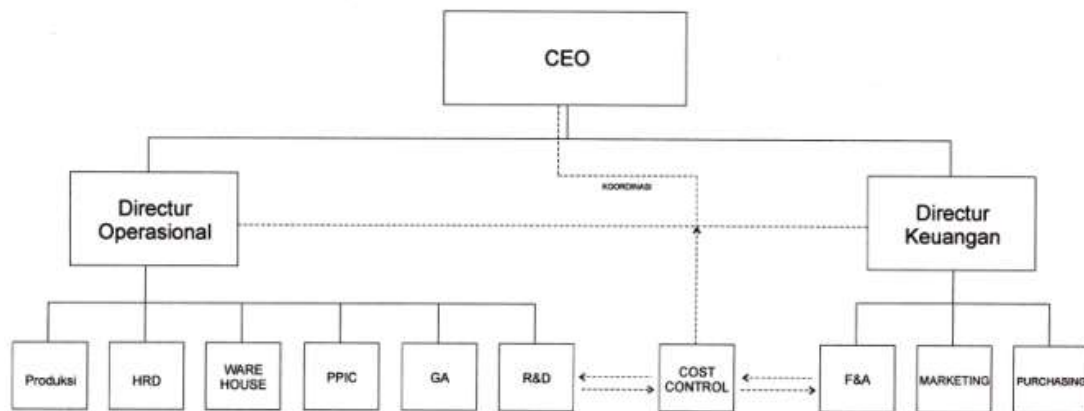 CEO
KOORDINASI
Directur
Operasional
Directur
Keuangan
Produksi
HRD
WARE
HOUSE
PPIC
GA
R&D
COST
CONTROL
F&A
MARKETING
PURCHASING